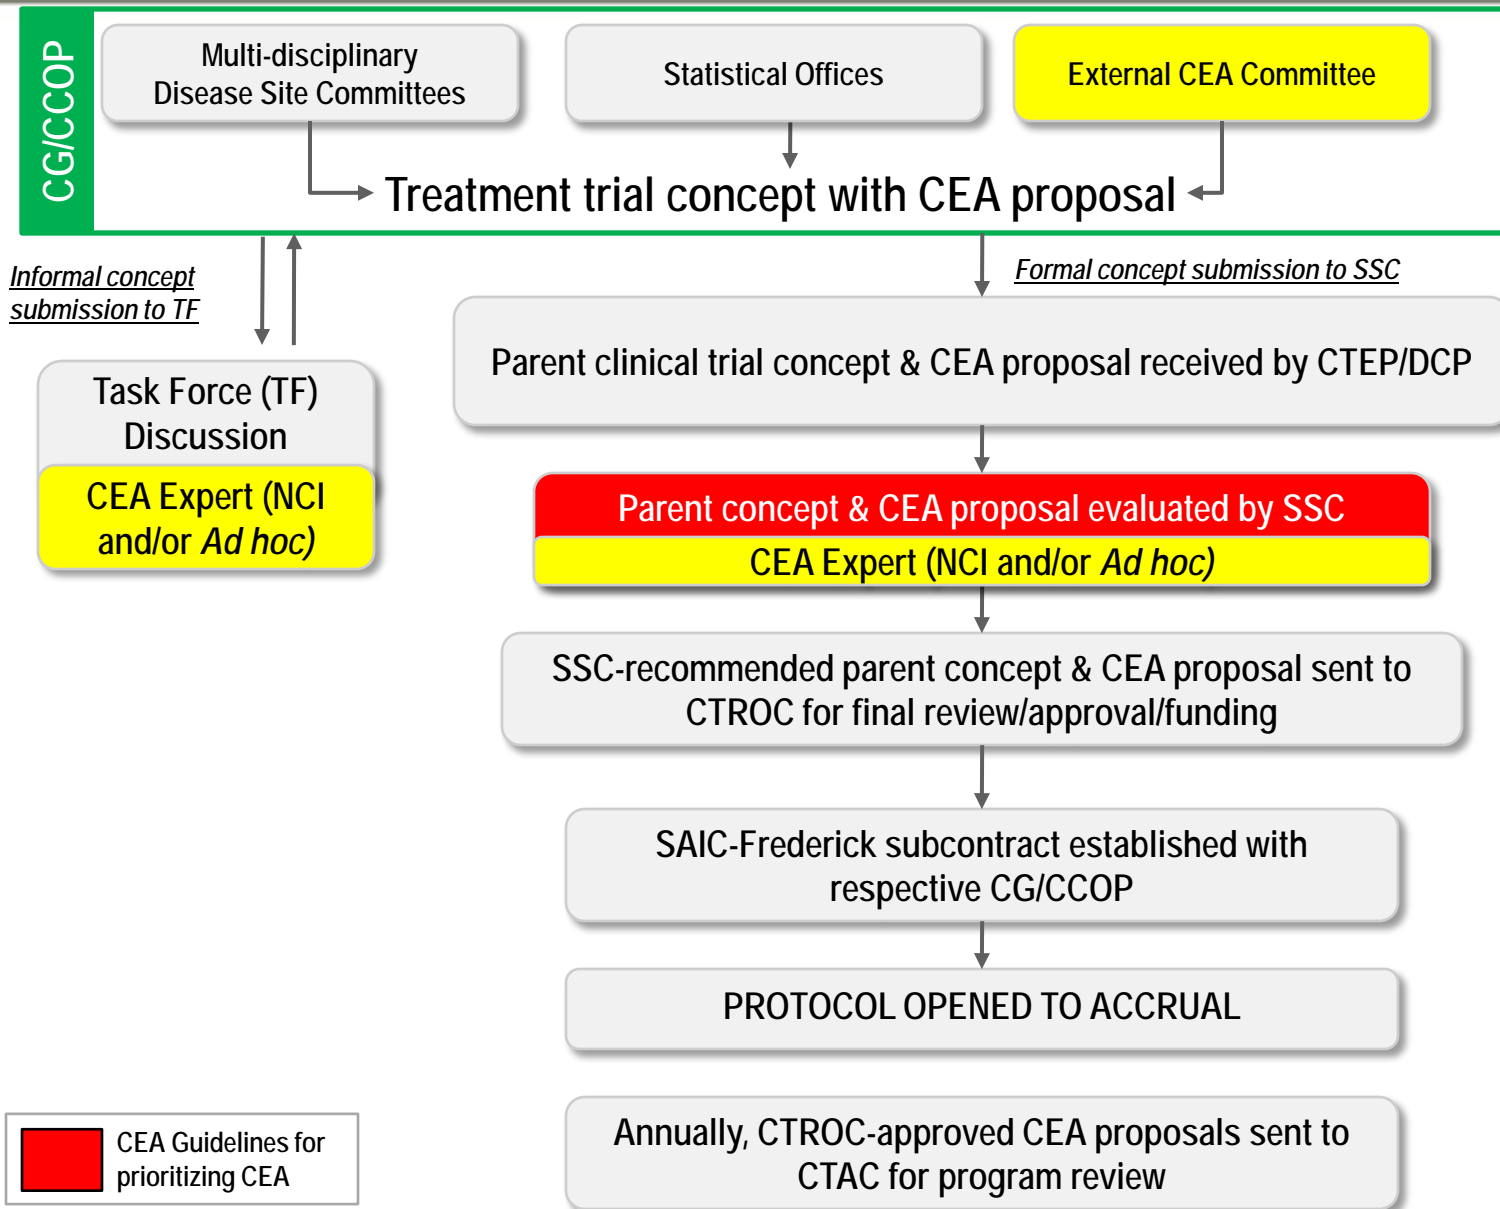 CG/CCOP
Multi-disciplinary
Disease Site Committees
Statistical Offices
External CEA Committee
Treatment trial concept with CEA proposal
Informal concept
submission to TF
Formal concept submission to SSC
Task Force (TF)
Discussion
CEA Expert (NCI
and/or Ad hoc)
Parent clinical trial concept & CEA proposal received by CTEP/DCP
Parent concept & CEA proposal evaluated by SSC
CEA Expert (NCI and/or Ad hoc)
SSC-recommended parent concept & CEA proposal sent to
CTROC for final review/approval/funding
SAIC-Frederick subcontract established with
respective CG/CCOP
PROTOCOL OPENED TO ACCRUAL
Annually, CTROC-approved CEA proposals sent to
CTAC for program review
CEA Guidelines for
prioritizing CEA